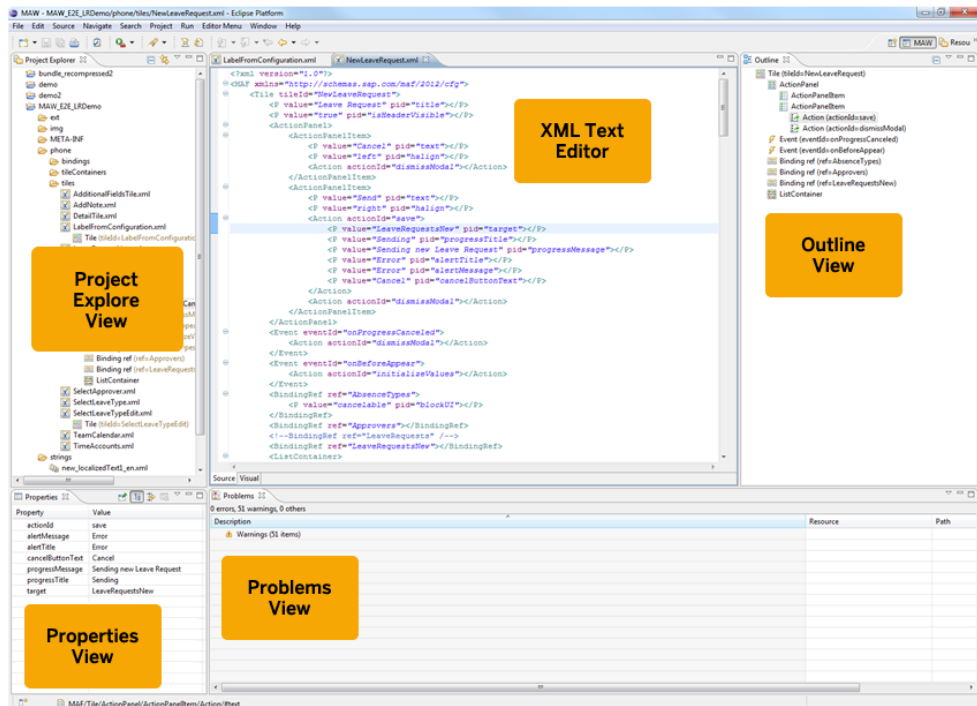 MAW - MAW_E2E_LRDemo/phone/tiles/NewLeaveRequest.xml - Eclipse Platform
File Edit Source Navigate Search Project Run Editor Menu Window Help
MAW Resou
Project Explorer
bundle_recompressed2
demo
demo2
MAW_E2E_LRDemo
ext
img
META-INF
phone
bindings
tileContainers
tiles
AdditionalFieldsTile.xml
AddNote.xml
DetailTile.xml
LabelFromConfiguration.xml
Tile (tileId=LabelFromConfiguratic
Project
Explore
View
Binding ref (ref=Approvers)
Binding ref (ref=LeaveRequests
ListContainer
SelectApprover.xml
SelectLeaveType.xml
SelectLeaveTypeEdit.xml
Tile (tileId=SelectLeaveTypeEdit)
TeamCalendar.xml
TimeAccounts.xml
strings
new_localizedText1_en.xml
LabelFromConfiguration.xml NewLeaveRequest.xml
<?xml version="1.0"?>
<MAF xmlns="http://schemas.sap.com/maf/2012/cfg">
<Tile tileId="NewLeaveRequest">
<P value="Leave Request" pid="title"></P>
<P value="true" pid="isHeaderVisible"></P>
<ActionPanel>
<ActionPanelItem>
<P value="Cancel" pid="text"></P>
<P value="left" pid="halign"></P>
<Action actionId="dismissModal"></Action>
</ActionPanelItem>
<ActionPanelItem>
<P value="Send" pid="text"></P>
<P value="right" pid="halign"></P>
<Action actionId="save">
<P value="LeaveRequestsNew" pid="target"></P>
<P value="Sending" pid="progressTitle"></P>
<P value="Sending new Leave Request" pid="progressMessage"></P>
<P value="Error" pid="alertTitle"></P>
<P value="Error" pid="alertMessage"></P>
<P value="Cancel" pid="cancelButtonText"></P>
</Action>
<Action actionId="dismissModal"></Action>
</ActionPanelItem>
</ActionPanel>
<Event eventId="onProgressCanceled">
<Action actionId="dismissModal"></Action>
</Event>
<Event eventId="onBeforeAppear">
<Action actionId="initializeValues"></Action>
</Event>
<BindingRef ref="AbsenceTypes">
<P value="cancelable" pid="blockUI"></P>
</BindingRef>
<BindingRef ref="Approvers"></BindingRef>
<!--BindingRef ref="LeaveRequests" /-->
<BindingRef ref="LeaveRequestsNew"></BindingRef>
<ListContainer>
XML Text
Editor
Source Visual
Outline
Tile (tileId=NewLeaveRequest)
ActionPanel
ActionPanelItem
ActionPanelItem
Action (actionId=save)
Action (actionId=dismissModal)
Event (eventId=onProgressCanceled)
Event (eventId=onBeforeAppear)
Binding ref (ref=AbsenceTypes)
Binding ref (ref=Approvers)
Binding ref (ref=LeaveRequestsNew)
ListContainer
Outline
View
Properties
Property Value
actionId save
alertMessage Error
alertTitle Error
cancelButtonText Cancel
progressMessage Sending new Leave Request
progressTitle Sending
target LeaveRequestsNew
Properties
View
Problems
0 errors, 51 warnings, 0 others
Description Resource Path
Warnings (51 items)
Problems
View
MAF/Tile/ActionPanel/ActionPanelItem/Action/#text